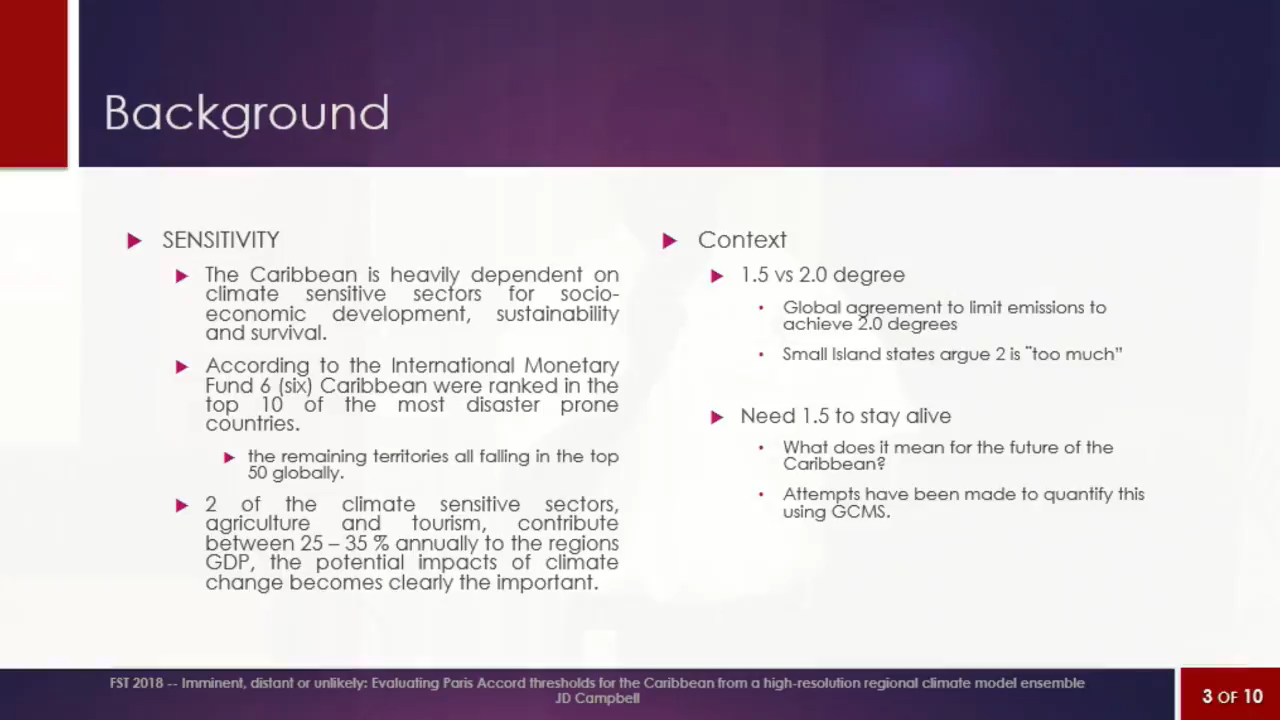 Background
SENSITIVITY
The Caribbean is heavily dependent on
climate sensitive sectors for socio-
economic development, sustainability
and survival.
According to the International Monetary
Fund 6 (six) Caribbean were ranked in the
top 10 of the most disaster prone
countries.
the remaining territories all falling in the top
50 globally.
2 of the climate sensitive sectors,
agriculture and tourism, contribute
between 25 – 35 % annually to the regions
GDP, the potential impacts of climate
change becomes clearly the important.
Context
1.5 vs 2.0 degree
Global agreement to limit emissions to
achieve 2.0 degrees
Small Island states argue 2 is “too much”
Need 1.5 to stay alive
What does it mean for the future of the
Caribbean?
Attempts have been made to quantify this
using GCMS.
FST 2018 -- Imminent, distant or unlikely: Evaluating Paris Accord thresholds for the Caribbean from a high-resolution regional climate model ensemble
JD Campbell
3 OF 10